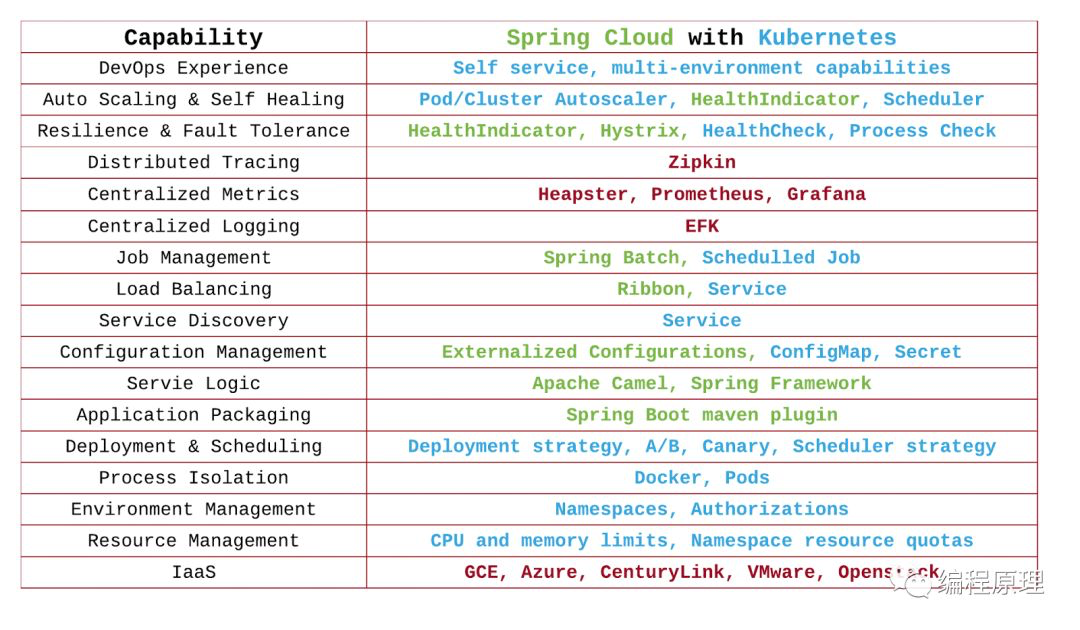 Capability Spring Cloud with Kubernetes
DevOps Experience Self service, multi-environment capabilities
Auto Scaling & Self Healing Pod/Cluster Autoscaler, HealthIndicator, Scheduler
Resilience & Fault Tolerance HealthIndicator, Hystrix, HealthCheck, Process Check
Distributed Tracing Zipkin
Centralized Metrics Heapster, Prometheus, Grafana
Centralized Logging EFK
Job Management Spring Batch, Schedulled Job
Load Balancing Ribbon, Service
Service Discovery Service
Configuration Management Externalized Configurations, ConfigMap, Secret
Servie Logic Apache Camel, Spring Framework
Application Packaging Spring Boot maven plugin
Deployment & Scheduling Deployment strategy, A/B, Canary, Scheduler strategy
Process Isolation Docker, Pods
Environment Management Namespaces, Authorizations
Resource Management CPU and memory limits, Namespace resource quotas
IaaS GCE, Azure, CenturyLink, VMware, Openstack
编程原理